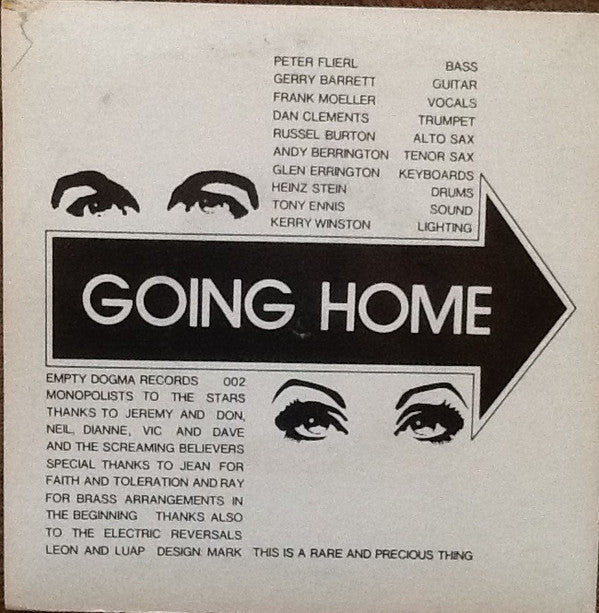 PETER FLIERL BASS
GERRY BARRETT GUITAR
FRANK MOELLER VOCALS
DAN CLEMENTS TRUMPET
RUSSEL BURTON ALTO SAX
ANDY BERRINGTON TENOR SAX
GLEN ERRINGTON KEYBOARDS
HEINZ STEIN DRUMS
TONY ENNIS SOUND
KERRY WINSTON LIGHTING
GOING HOME
EMPTY DOGMA RECORDS 002
MONOPOLISTS TO THE STARS
THANKS TO JEREMY AND DON,
NEIL, DIANNE, VIC AND DAVE
AND THE SCREAMING BELIEVERS
SPECIAL THANKS TO JEAN FOR
FAITH AND TOLERATION AND RAY
FOR BRASS ARRANGEMENTS IN
THE BEGINNING THANKS ALSO
TO THE ELECTRIC REVERSALS
LEON AND LUAP DESIGN: MARK THIS IS A RARE AND PRECIOUS THING